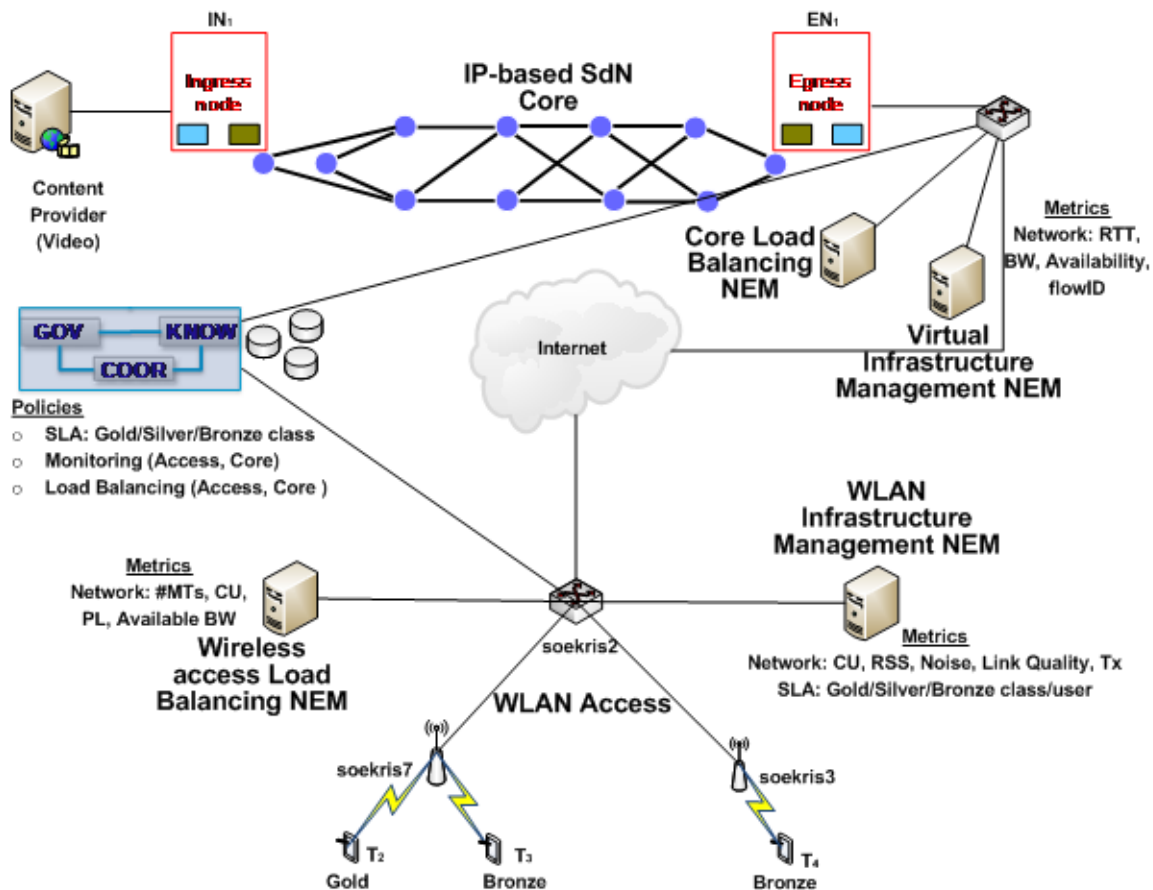 IN₁
EN₁
Ingress
node
IP-based SdN
Core
Egress
node
Content
Provider
(Video)
Core Load
Balancing
NEM
Metrics
Network: RTT,
BW, Availability,
flowID
Virtual
Infrastructure
Management NEM
GOV
KNOW
COOR
Internet
Policies
o SLA: Gold/Silver/Bronze class
o Monitoring (Access, Core)
o Load Balancing (Access, Core )
WLAN
Infrastructure
Management NEM
Metrics
Network: #MTs, CU,
PL, Available BW
Wireless
access Load
Balancing NEM
soekris2
Metrics
Network: CU, RSS, Noise, Link Quality, Tx
SLA: Gold/Silver/Bronze class/user
WLAN Access
soekris7
soekris3
T₂
Gold
T₃
Bronze
T₄
Bronze